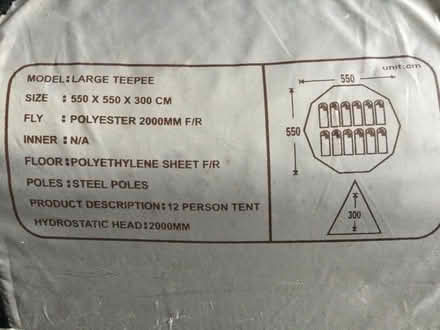 MODEL: LARGE TEEPEE
SIZE : 550 X 550 X 300 CM
FLY : POLYESTER 2000MM F/R
INNER : N/A
FLOOR : POLYETHYLENE SHEET F/R
POLES : STEEL POLES
PRODUCT DESCRIPTION : 12 PERSON TENT
HYDROSTATIC HEAD : 2000MM
unit:cm
550
550
300